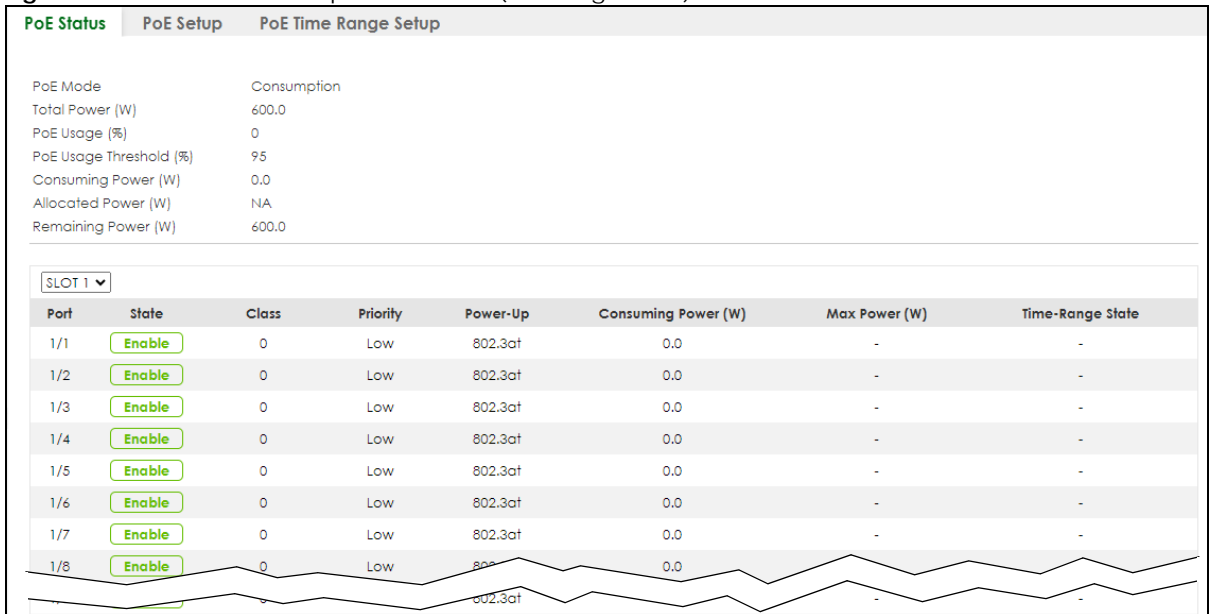 PoE Status PoE Setup PoE Time Range Setup
PoE Mode Consumption
Total Power (W) 600.0
PoE Usage (%) 0
PoE Usage Threshold (%) 95
Consuming Power (W) 0.0
Allocated Power (W) NA
Remaining Power (W) 600.0
SLOT 1
Port State Class Priority Power-Up Consuming Power (W) Max Power (W) Time-Range State
1/1 Enable 0 Low 802.3at 0.0 - -
1/2 Enable 0 Low 802.3at 0.0 - -
1/3 Enable 0 Low 802.3at 0.0 - -
1/4 Enable 0 Low 802.3at 0.0 - -
1/5 Enable 0 Low 802.3at 0.0 - -
1/6 Enable 0 Low 802.3at 0.0 - -
1/7 Enable 0 Low 802.3at 0.0 - -
1/8 Enable 0 Low 0.0
802.3at - -